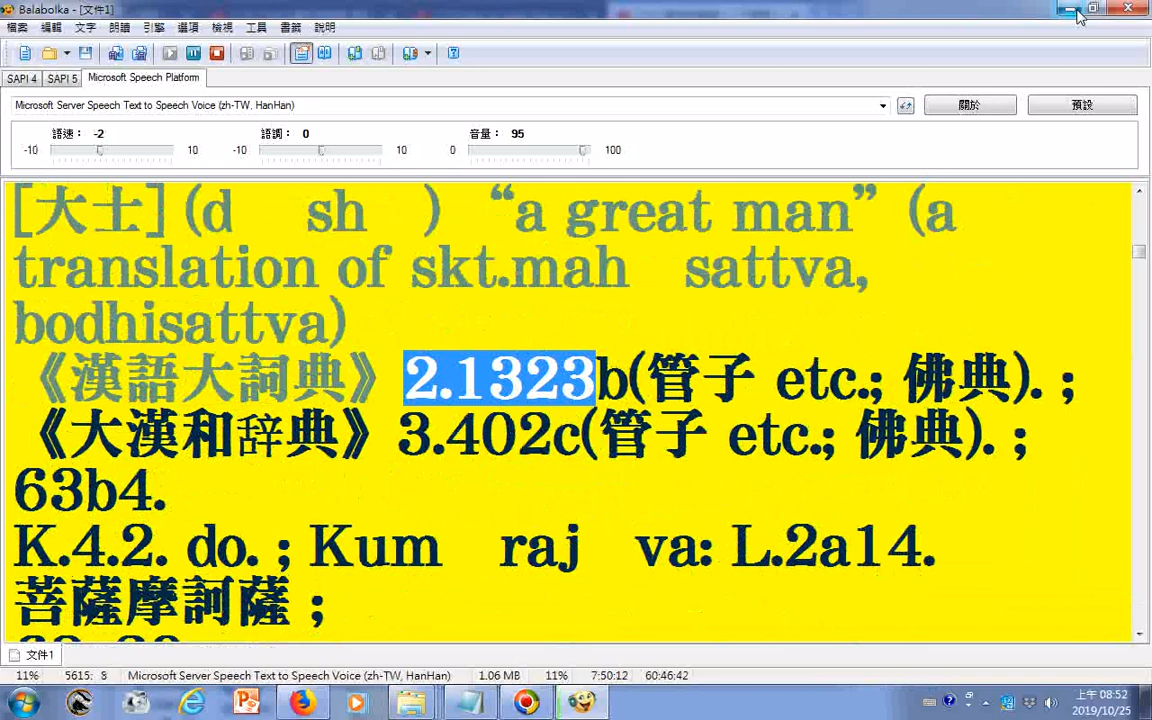 Balabolka - [文件1]
檔案 編輯 文字 朗讀 引擎 選項 檢視 工具 書籤 說明
SAPI 4 SAPI 5 Microsoft Speech Platform
Microsoft Server Speech Text to Speech Voice (zh-TW, HanHan) 關於 預設
語速： -2 語調： 0 音量： 95
-10 10 -10 10 0 100
[大士] (d sh ) “a great man” (a
translation of skt.mah sattva,
bodhisattva)
《漢語大詞典》 2.1323b(管子 etc.; 佛典). ;
《大漢和辞典》 3.402c(管子 etc.; 佛典). ;
63b4.
K.4.2. do. ; Kum raj va: L.2a14.
菩薩摩訶薩 ;
文件1
11% 5615: 8 Microsoft Server Speech Text to Speech Voice (zh-TW, HanHan) 1.06 MB 11% 7:50:12 60:46:42
上午 08:52
2019/10/25